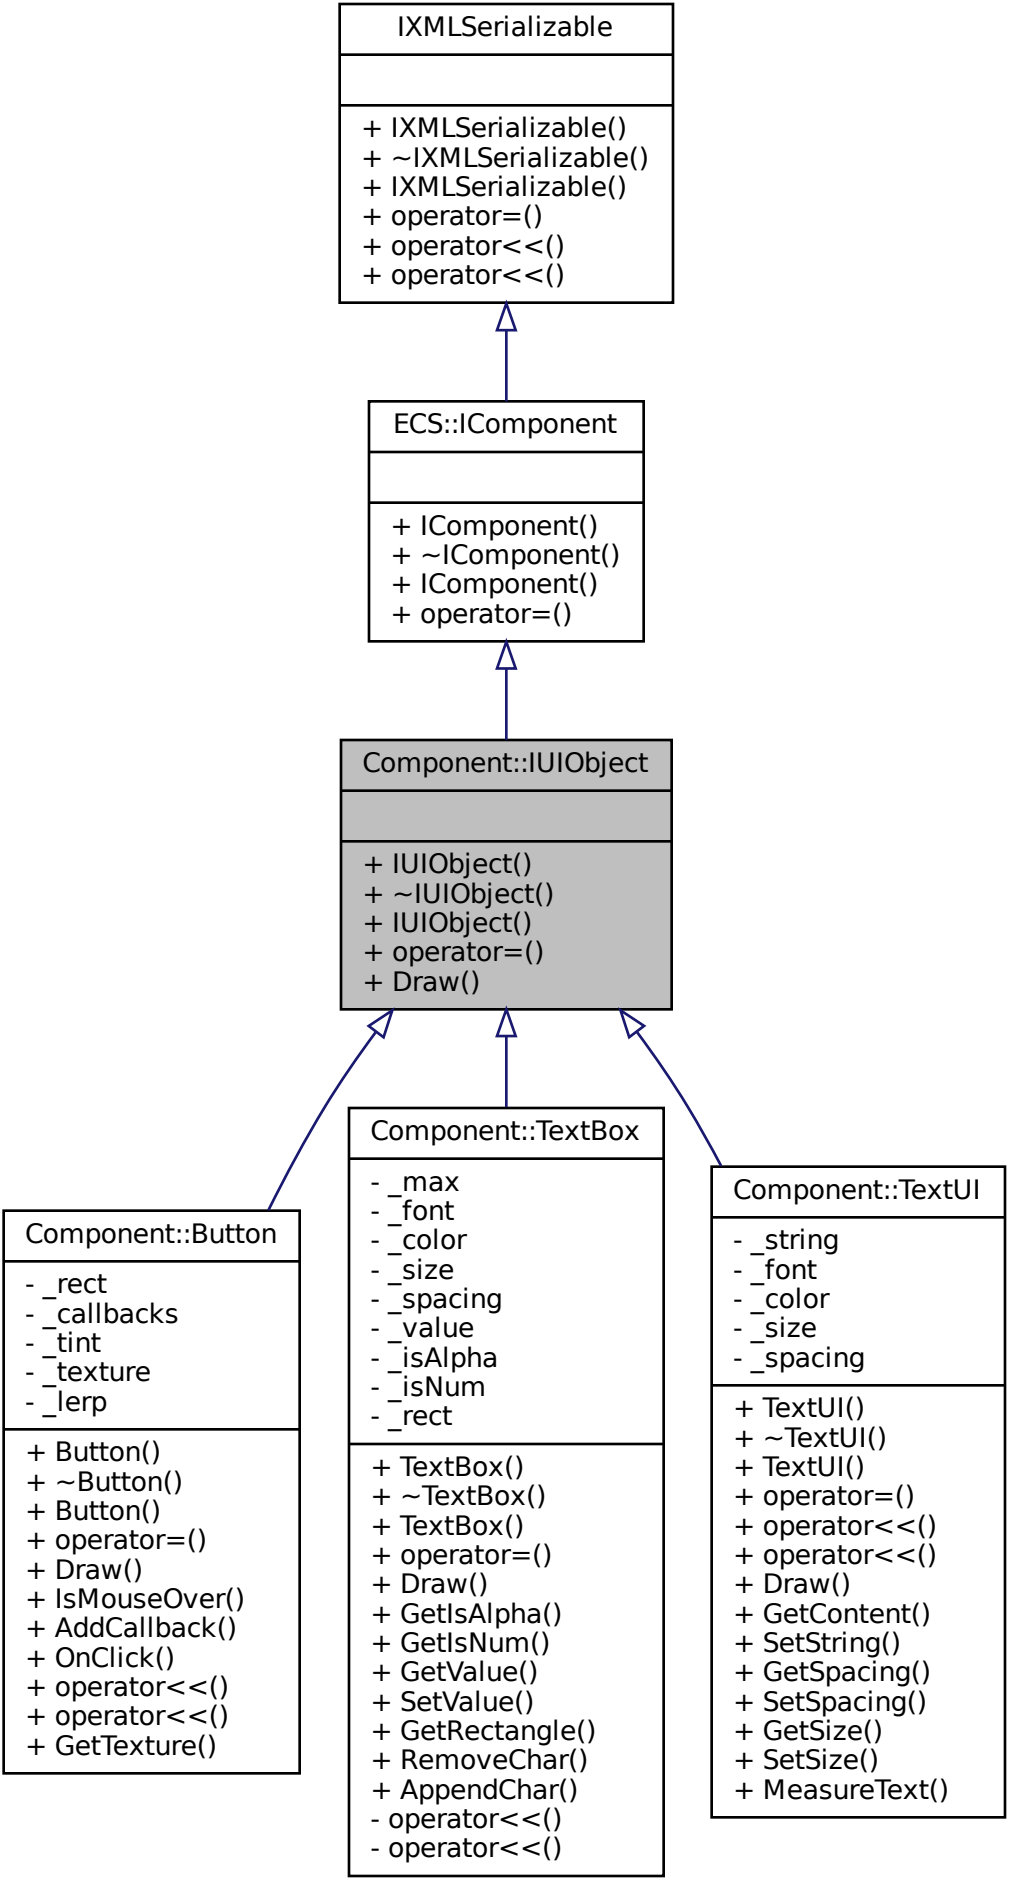 IXMLSerializable
+ IXMLSerializable()
+ ~IXMLSerializable()
+ IXMLSerializable()
+ operator=()
+ operator<<()
+ operator<<()
ECS::IComponent
+ IComponent()
+ ~IComponent()
+ IComponent()
+ operator=()
Component::IUIObject
+ IUIObject()
+ ~IUIObject()
+ IUIObject()
+ operator=()
+ Draw()
Component::Button
- _rect
- _callbacks
- _tint
- _texture
- _lerp
+ Button()
+ ~Button()
+ Button()
+ operator=()
+ Draw()
+ IsMouseOver()
+ AddCallback()
+ OnClick()
+ operator<<()
+ operator<<()
+ GetTexture()
Component::TextBox
- _max
- _font
- _color
- _size
- _spacing
- _value
- _isAlpha
- _isNum
- _rect
+ TextBox()
+ ~TextBox()
+ TextBox()
+ operator=()
+ Draw()
+ GetIsAlpha()
+ GetIsNum()
+ GetValue()
+ SetValue()
+ GetRectangle()
+ RemoveChar()
+ AppendChar()
- operator<<()
- operator<<()
Component::TextUI
- _string
- _font
- _color
- _size
- _spacing
+ TextUI()
+ ~TextUI()
+ TextUI()
+ operator=()
+ operator<<()
+ operator<<()
+ Draw()
+ GetContent()
+ SetString()
+ GetSpacing()
+ SetSpacing()
+ GetSize()
+ SetSize()
+ MeasureText()